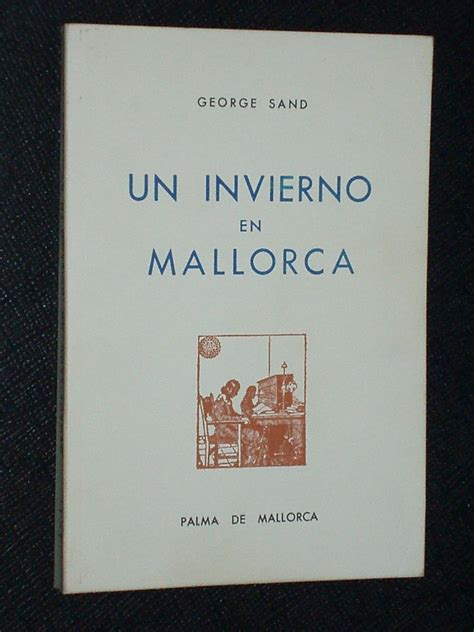 GEORGE SAND
UN INVIERNO
EN
MALLORCA
PALMA DE MALLORCA